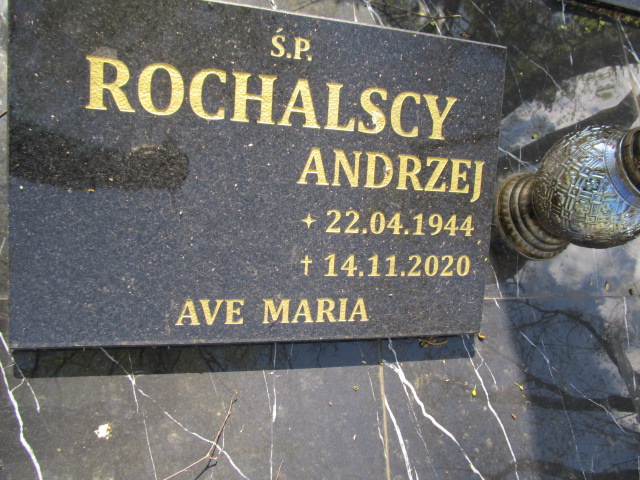 Ś.P.
ROCHALSCY
ANDRZEJ
✦ 22.04.1944
† 14.11.2020
AVE MARIA